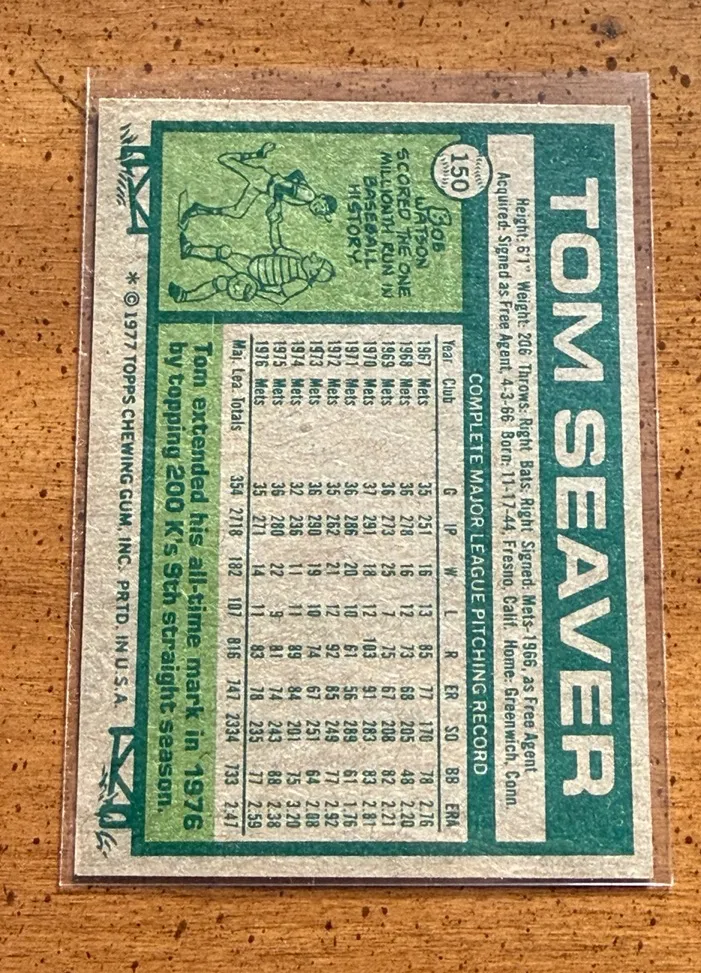 150
TOM SEAVER
Height: 6'1" Weight: 206 Throws: Right Bats: Right Signed: Mets-1966, as Free Agent
Acquired: Signed as Free Agent, 4-3-66 Born: 11-17-44, Fresno, Calif. Home: Greenwich, Conn.
COMPLETE MAJOR LEAGUE PITCHING RECORD
BOB
WATSON
SCORED THE ONE
MILLIONTH RUN IN
BASEBALL
HISTORY.
Year Club G IP W L R ER SO BB ERA
1967 Mets 35 251 16 13 85 77 170 78 2.76
1968 Mets 36 278 16 12 73 68 205 48 2.20
1969 Mets 36 273 25 7 75 67 208 82 2.21
1970 Mets 37 291 18 12 103 91 283 83 2.81
1971 Mets 36 286 20 10 61 56 289 61 1.76
1972 Mets 35 262 21 12 92 85 249 77 2.92
1973 Mets 36 290 19 10 74 67 251 64 2.08
1974 Mets 32 236 11 11 89 84 201 75 3.20
1975 Mets 36 280 22 9 81 74 243 88 2.38
1976 Mets 35 271 14 11 83 78 235 77 2.59
Maj. Lea. Totals 354 2718 182 107 816 747 2334 733 2.47
Tom extended his all-time mark in 1976
by topping 200 K's 9th straight season.
* © 1977 TOPPS CHEWING GUM, INC. PRTD. IN U.S.A.